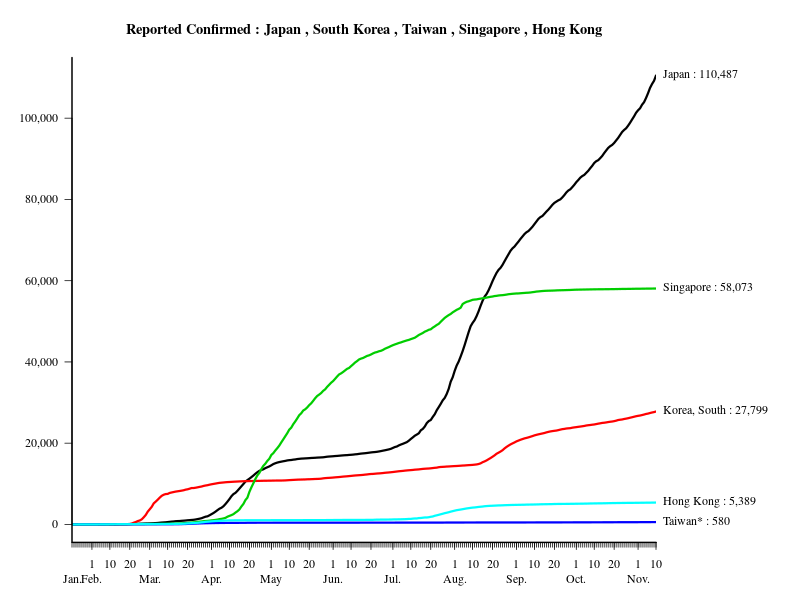 Reported Confirmed : Japan , South Korea , Taiwan , Singapore , Hong Kong
Japan : 110,487
100,000
80,000
60,000
Singapore : 58,073
40,000
Korea, South : 27,799
20,000
Hong Kong : 5,389
Taiwan* : 580
0
1 10 20 1 10 20 1 10 20 1 10 20 1 10 20 1 10 20 1 10 20 1 10 20 1 10 20 1 10
Jan. Feb. Mar. Apr. May Jun. Jul. Aug. Sep. Oct. Nov.